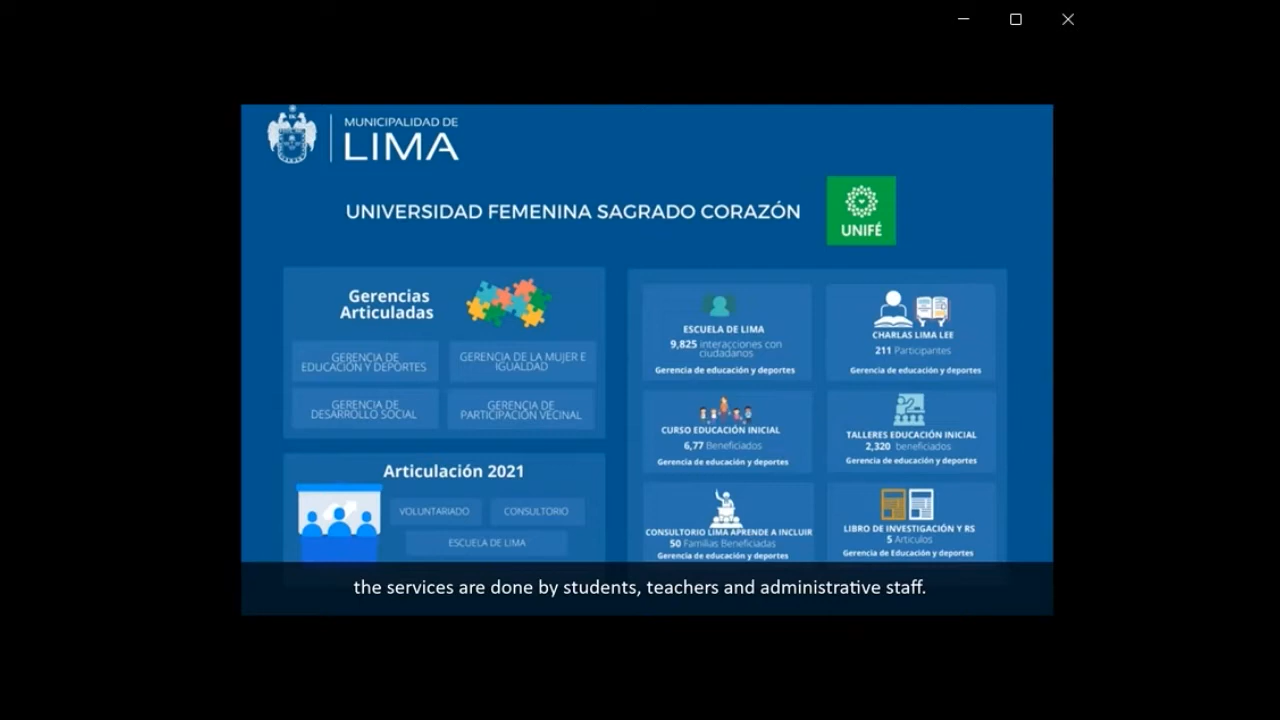 MUNICIPALIDAD DE
LIMA
UNIVERSIDAD FEMENINA SAGRADO CORAZÓN
UNIFÉ
Gerencias
Articuladas
GERENCIA DE
EDUCACIÓN Y DEPORTES
GERENCIA DE LA MUJER E
IGUALDAD
GERENCIA DE
DESARROLLO SOCIAL
GERENCIA DE
PARTICIPACIÓN VECINAL
Articulación 2021
VOLUNTARIADO
CONSULTORIO
ESCUELA DE LIMA
ESCUELA DE LIMA
9,825 interacciones con
ciudadanos
Gerencia de educación y deportes
CHARLAS LIMA LEE
211 Participantes
Gerencia de educación y deportes
CURSO EDUCACIÓN INICIAL
6,77 Beneficiados
Gerencia de educación y deportes
TALLERES EDUCACIÓN INICIAL
2,320 beneficiados
Gerencia de educación y deportes
CONSULTORIO LIMA APRENDE A INCLUIR
50 Familias Beneficiadas
Gerencia de educación y deportes
LIBRO DE INVESTIGACIÓN Y RS
5 Articulos
Gerencia de Educación y deportes
the services are done by students, teachers and administrative staff.